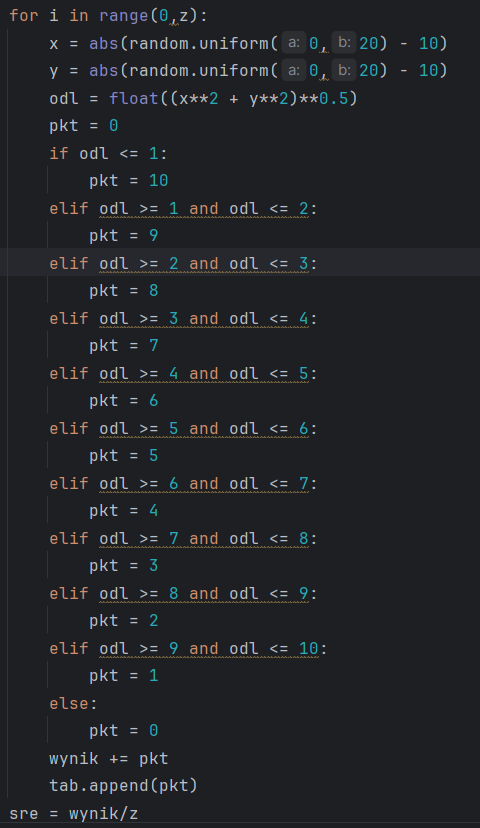 for i in range(0,z):
    x = abs(random.uniform( a: 0, b: 20) - 10)
    y = abs(random.uniform( a: 0, b: 20) - 10)
    odl = float((x**2 + y**2)**0.5)
    pkt = 0
    if odl <= 1:
        pkt = 10
    elif odl >= 1 and odl <= 2:
        pkt = 9
    elif odl >= 2 and odl <= 3:
        pkt = 8
    elif odl >= 3 and odl <= 4:
        pkt = 7
    elif odl >= 4 and odl <= 5:
        pkt = 6
    elif odl >= 5 and odl <= 6:
        pkt = 5
    elif odl >= 6 and odl <= 7:
        pkt = 4
    elif odl >= 7 and odl <= 8:
        pkt = 3
    elif odl >= 8 and odl <= 9:
        pkt = 2
    elif odl >= 9 and odl <= 10:
        pkt = 1
    else:
        pkt = 0
    wynik += pkt
    tab.append(pkt)
sre = wynik/z